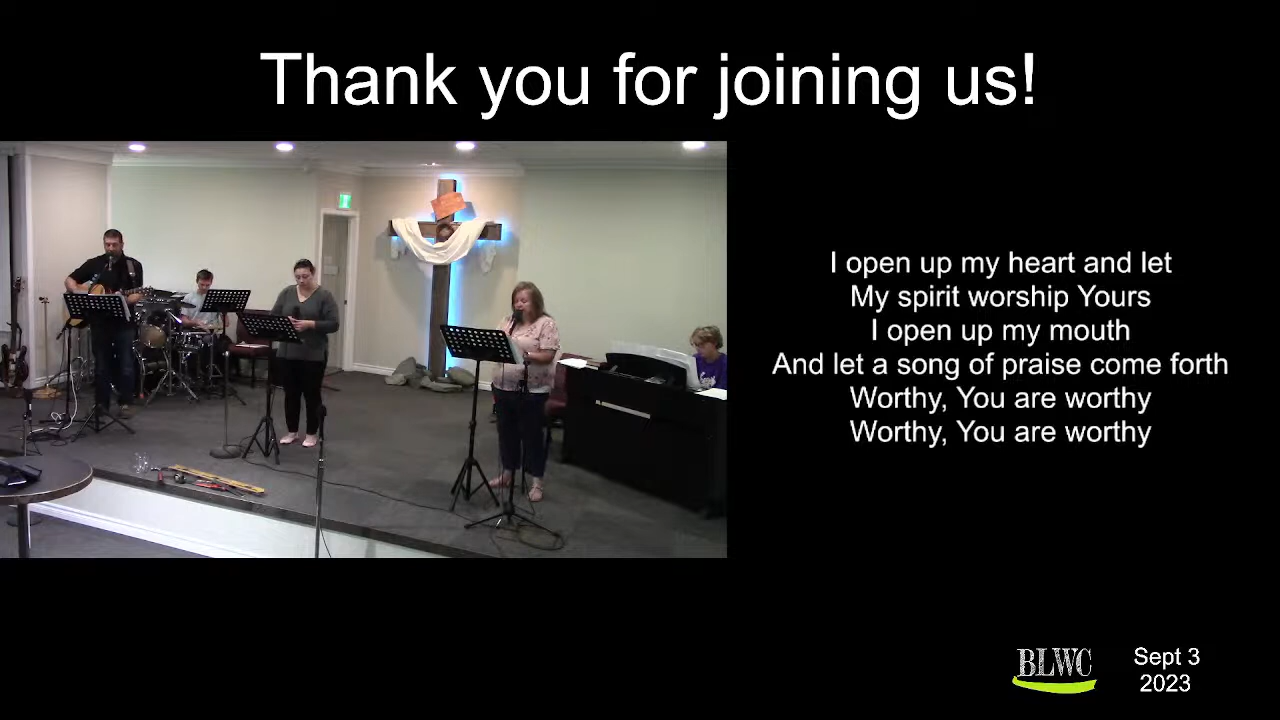 Thank you for joining us!
I open up my heart and let
My spirit worship Yours
I open up my mouth
And let a song of praise come forth
Worthy, You are worthy
Worthy, You are worthy
BLWC
Sept 3
2023